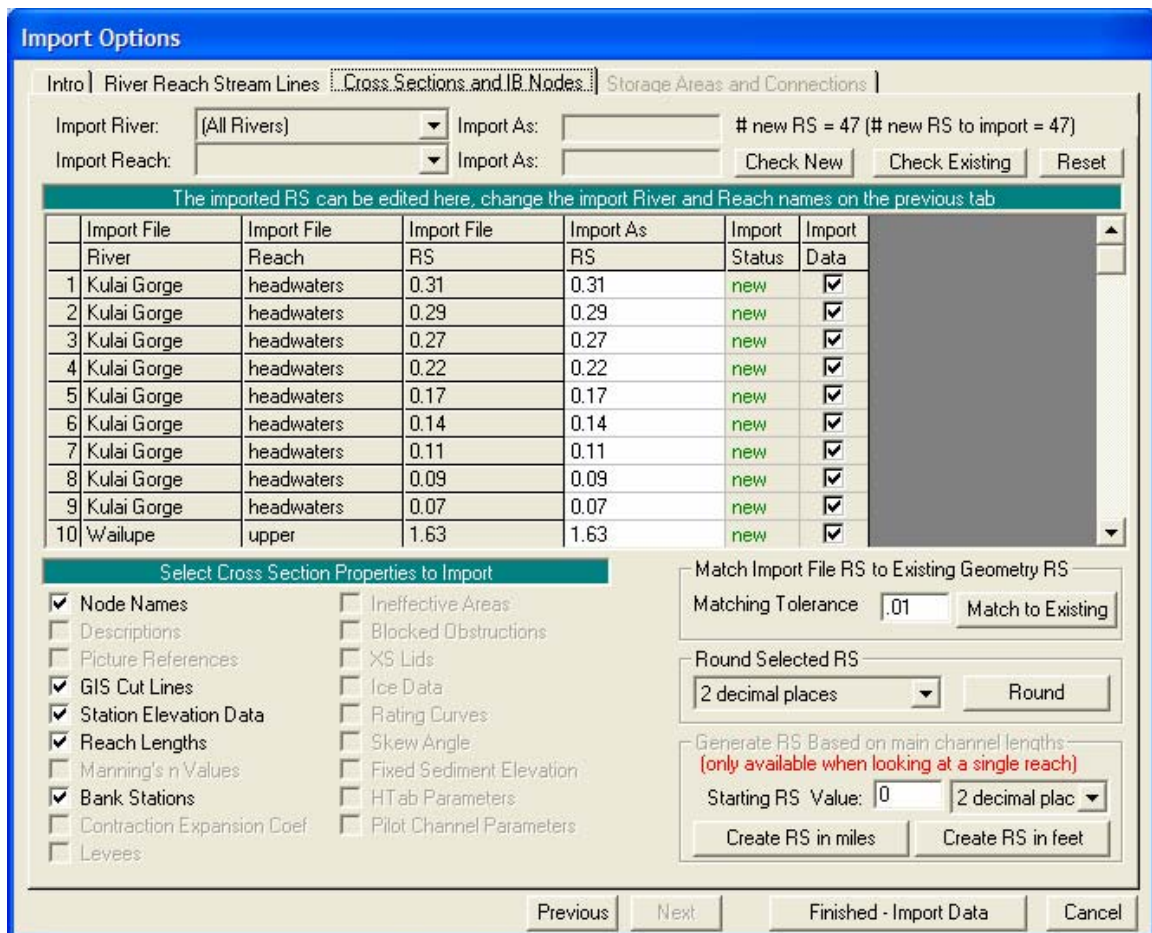 Import Options
Intro River Reach Stream Lines Cross Sections and IB Nodes Storage Areas and Connections
Import River: (All Rivers) Import As: # new RS = 47 (# new RS to import = 47)
Import Reach: Import As: Check New Check Existing Reset
The imported RS can be edited here, change the import River and Reach names on the previous tab
Import File Import File Import File Import As Import Import
River Reach RS RS Status Data
1 Kulai Gorge headwaters 0.31 0.31 new
2 Kulai Gorge headwaters 0.29 0.29 new
3 Kulai Gorge headwaters 0.27 0.27 new
4 Kulai Gorge headwaters 0.22 0.22 new
5 Kulai Gorge headwaters 0.17 0.17 new
6 Kulai Gorge headwaters 0.14 0.14 new
7 Kulai Gorge headwaters 0.11 0.11 new
8 Kulai Gorge headwaters 0.09 0.09 new
9 Kulai Gorge headwaters 0.07 0.07 new
10 Wailupe upper 1.63 1.63 new
Select Cross Section Properties to Import
Node Names
Descriptions
Picture References
GIS Cut Lines
Station Elevation Data
Reach Lengths
Manning's n Values
Bank Stations
Contraction Expansion Coef
Levees
Ineffective Areas
Blocked Obstructions
XS Lids
Ice Data
Rating Curves
Skew Angle
Fixed Sediment Elevation
HTab Parameters
Pilot Channel Parameters
Match Import File RS to Existing Geometry RS
Matching Tolerance .01 Match to Existing
Round Selected RS
2 decimal places Round
Generate RS Based on main channel lengths
(only available when looking at a single reach)
Starting RS Value: 0 2 decimal plac
Create RS in miles Create RS in feet
Previous Next Finished - Import Data Cancel